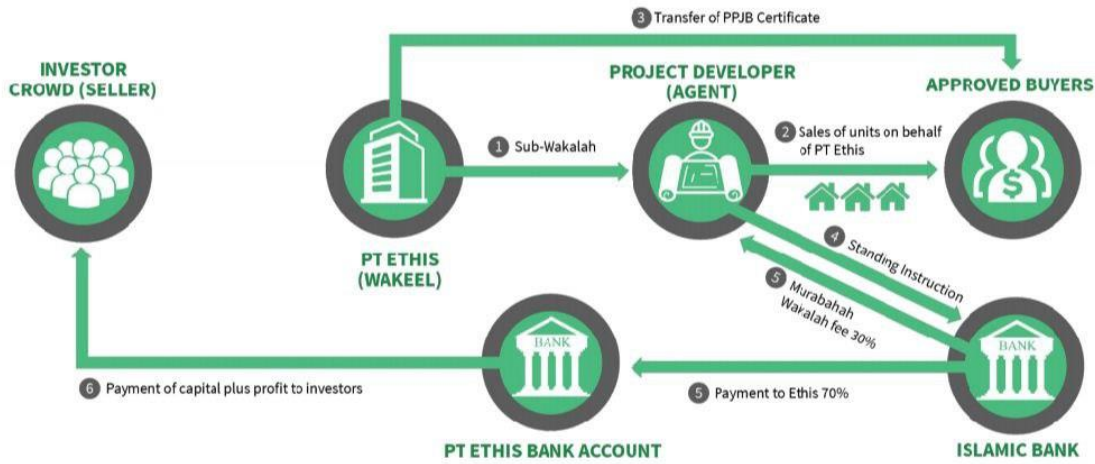 3 Transfer of PPJB Certificate
INVESTOR
CROWD (SELLER)
PROJECT DEVELOPER
(AGENT)
APPROVED BUYERS
1 Sub-Wakalah
2 Sales of units on behalf
of PT Ethis
$
PT ETHIS
(WAKEEL)
4 Standing Instruction
5 Murabahah
Wakalah fee 30%
BANK
BANK
6 Payment of capital plus profit to investors
5 Payment to Ethis 70%
PT ETHIS BANK ACCOUNT
ISLAMIC BANK